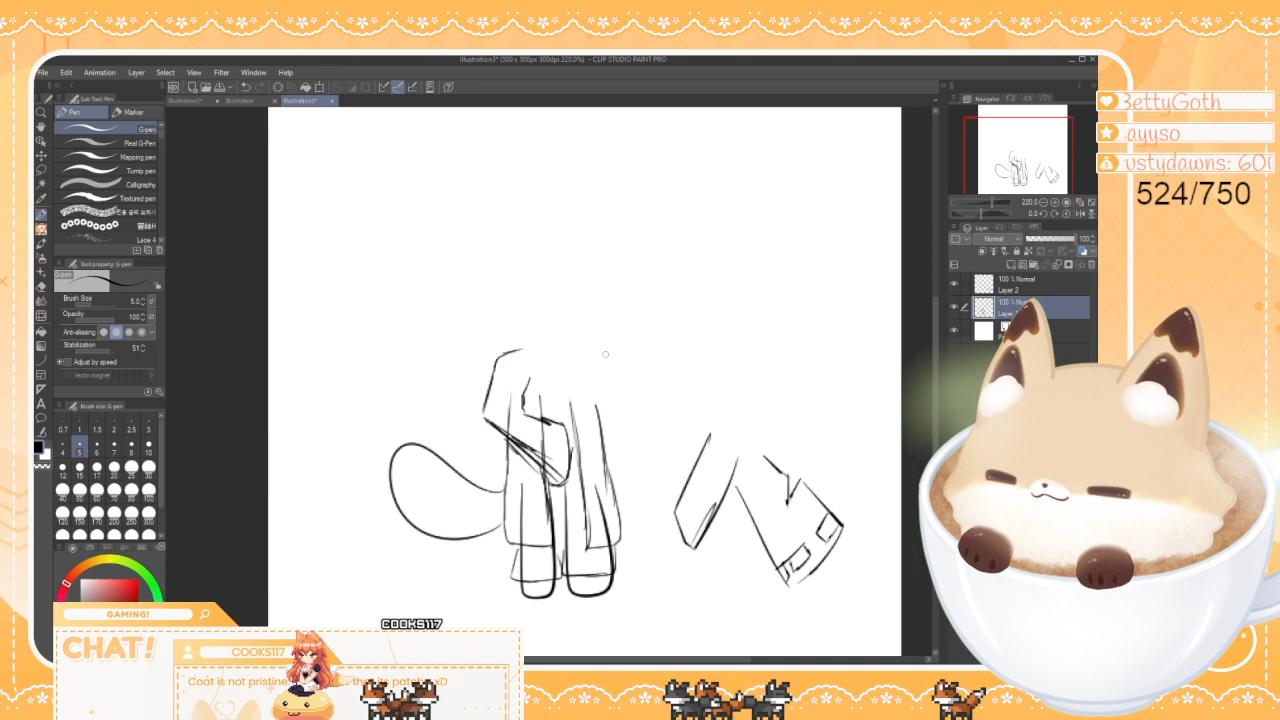 Illustration3* (500 x 500px 300dpi 220.0%) - CLIP STUDIO PAINT PRO
File Edit Animation Layer Select View Filter Window Help
Sub Tool: Pen
Illustration2* Illustration Illustration3*
Navigator
Pen Marker
G-pen
Real G-Pen
Mapping pen
Turnip pen
Calligraphy
Textured pen
Lace 4
Tool property: G-pen
G-pen
Brush Size 5.0
Opacity 100
Anti-aliasing
Stabilization 51
Adjust by speed
Vector magnet
Brush size: G-pen
0.7 1 1.5 2 2.5 3
4 5 6 7 8 10
12 15 17 20 25 30
40 50 60 70 80 100
120 150 170 200 250 300
220.0
0.0
Layer
Normal 100
100 % Normal
Layer 2
BettyGoth
ayyso
ustydawns: 60
524/750
GAMING!
CHAT!
COOKS117
COOKS117
Coat is not pristine
xD